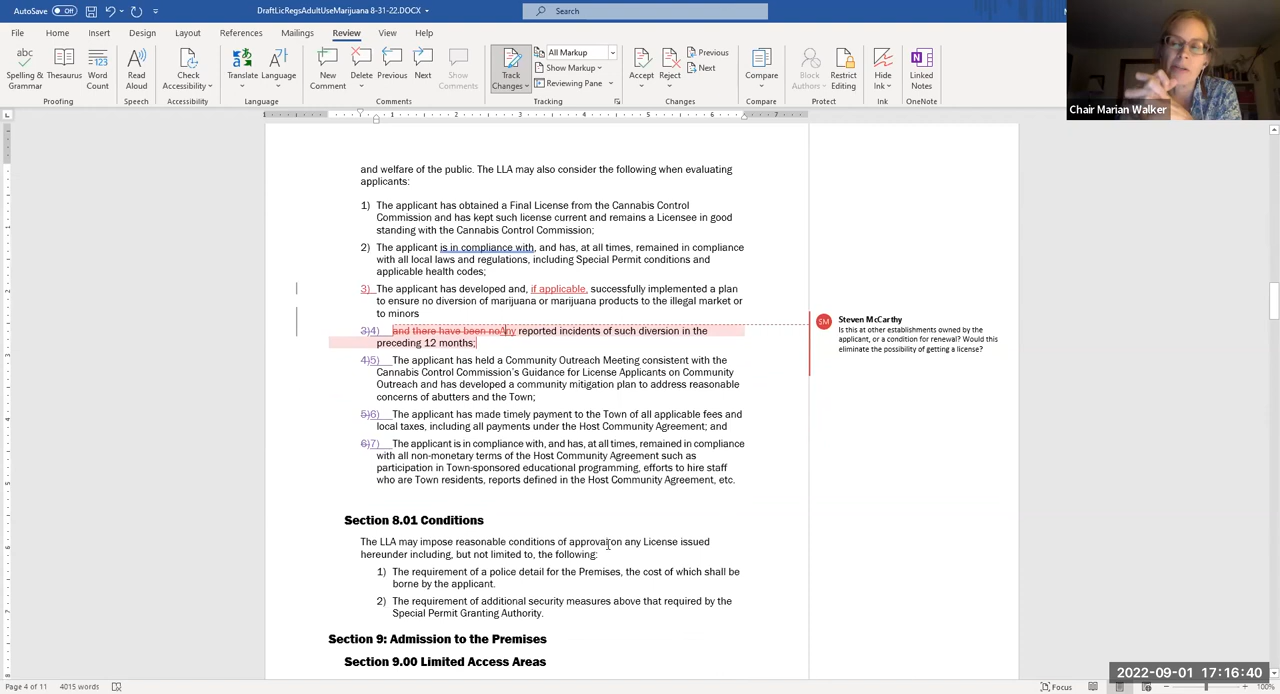 AutoSave Off DraftLicRegsAdultUseMarijuana 8-31-22.DOCX Search
File Home Insert Draw Design Layout References Mailings Review View Help
Spelling & Grammar Thesaurus Word Count Read Aloud Check Accessibility Translate Language New Comment Delete Previous Next Show Comments Track Changes All Markup Show Markup Reviewing Pane Accept Reject Previous Next Compare Block Authors Restrict Editing Hide Ink Linked Notes
Proofing Speech Accessibility Language Comments Tracking Changes Compare Protect Ink OneNote
Chair Marian Walker
and welfare of the public. The LLA may also consider the following when evaluating
applicants:
1) The applicant has obtained a Final License from the Cannabis Control
Commission and has kept such license current and remains a Licensee in good
standing with the Cannabis Control Commission;
2) The applicant is in compliance with, and has, at all times, remained in compliance
with all local laws and regulations, including Special Permit conditions and
applicable health codes;
3) The applicant has developed and, if applicable, successfully implemented a plan
to ensure no diversion of marijuana or marijuana products to the illegal market or
to minors
3)4) and there have been noAny reported incidents of such diversion in the
preceding 12 months;
4)5) The applicant has held a Community Outreach Meeting consistent with the
Cannabis Control Commission's Guidance for License Applicants on Community
Outreach and has developed a community mitigation plan to address reasonable
concerns of abutters and the Town;
5)6) The applicant has made timely payment to the Town of all applicable fees and
local taxes, including all payments under the Host Community Agreement; and
6)7) The applicant is in compliance with, and has, at all times, remained in compliance
with all non-monetary terms of the Host Community Agreement such as
participation in Town-sponsored educational programming, efforts to hire staff
who are Town residents, reports defined in the Host Community Agreement, etc.
SM Steven McCarthy
Is this at other establishments owned by the
applicant, or a condition for renewal? Would this
eliminate the possibility of getting a license?
Section 8.01 Conditions
The LLA may impose reasonable conditions of approval on any License issued
hereunder including, but not limited to, the following:
1) The requirement of a police detail for the Premises, the cost of which shall be
borne by the applicant.
2) The requirement of additional security measures above that required by the
Special Permit Granting Authority.
Section 9: Admission to the Premises
Section 9.00 Limited Access Areas
2022-09-01 17:16:40
Page 4 of 11 4015 words Focus 100%